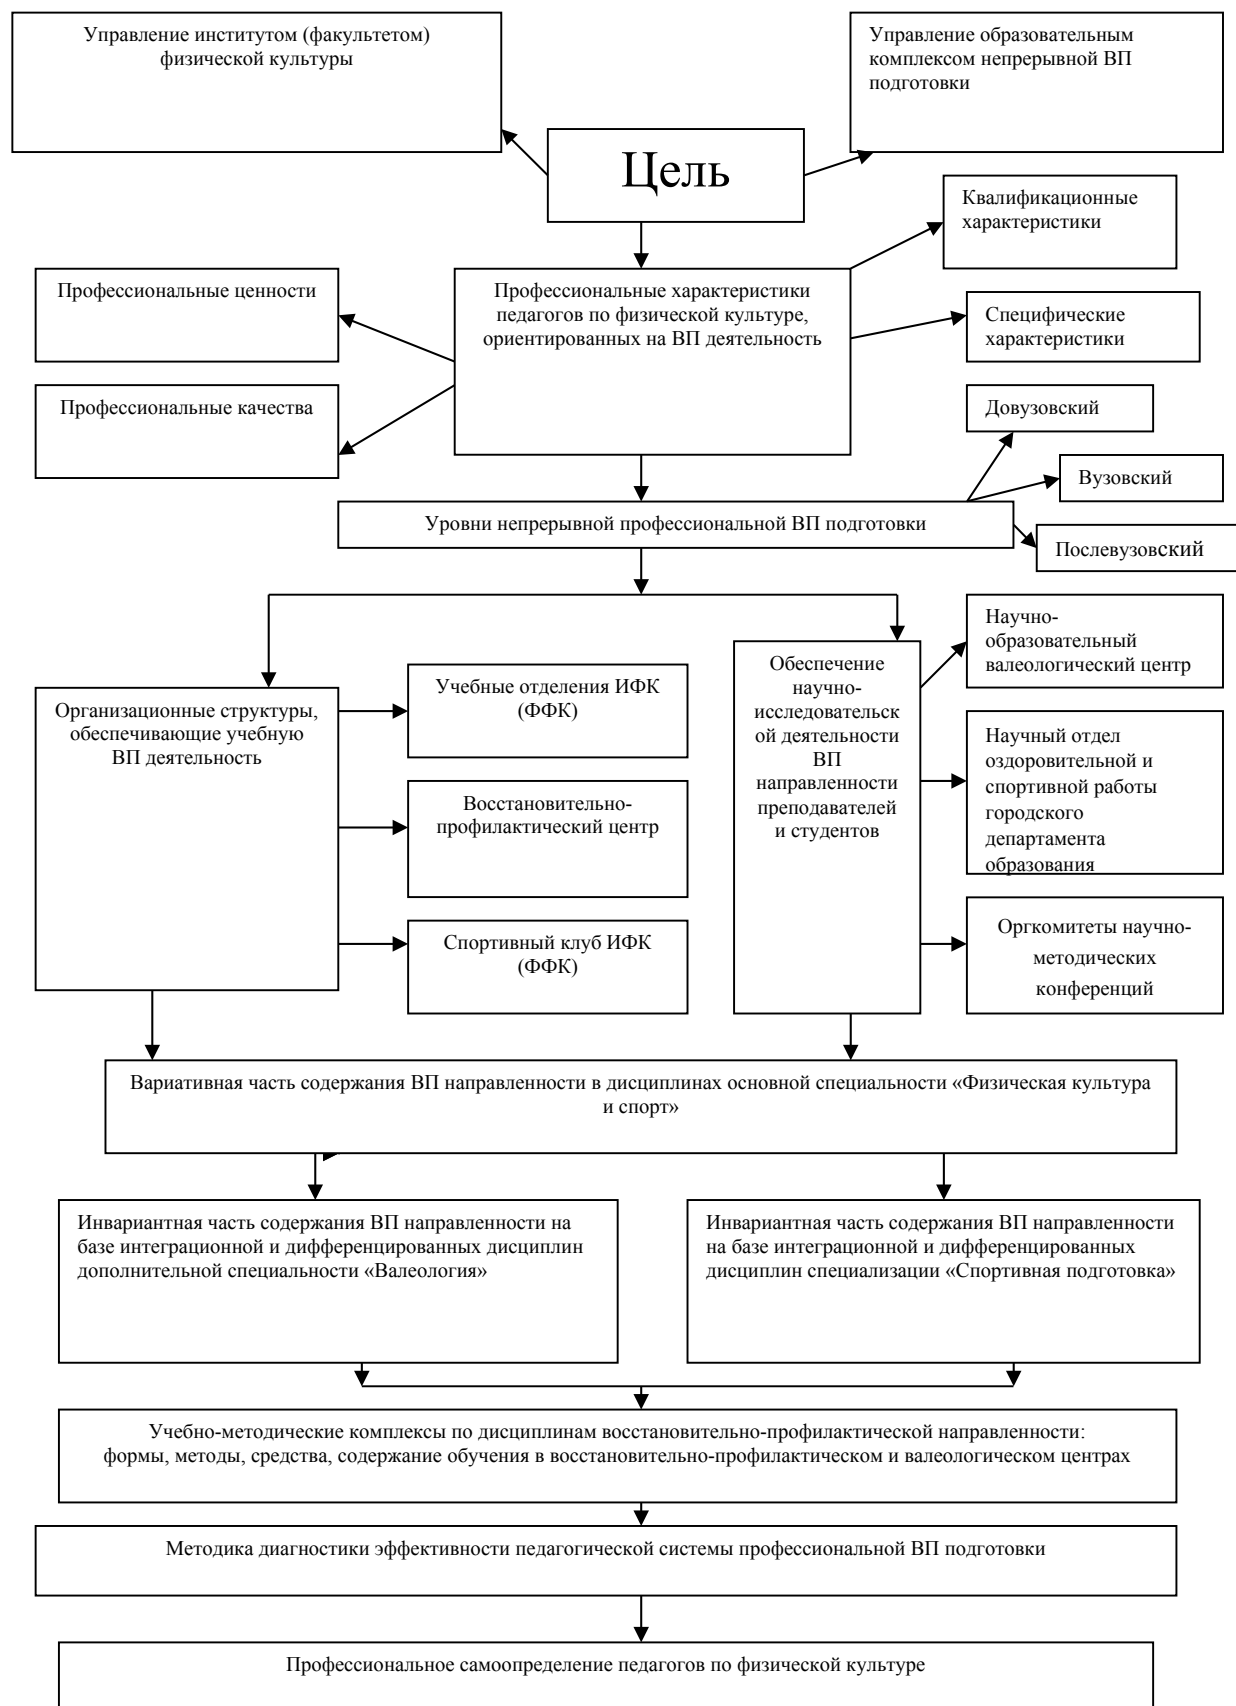 Управление институтом (факультетом)
физической культуры
Управление образовательным
комплексом непрерывной ВП
подготовки
Цель
Квалификационные
характеристики
Профессиональные ценности
Профессиональные характеристики
педагогов по физической культуре,
ориентированных на ВП деятельность
Специфические
характеристики
Профессиональные качества
Довузовский
Вузовский
Уровни непрерывной профессиональной ВП подготовки
Послевузовский
Организационные структуры,
обеспечивающие учебную
ВП деятельность
Учебные отделения ИФК
(ФФК)
Восстановительно-
профилактический центр
Спортивный клуб ИФК
(ФФК)
Обеспечение
научно-
исследовательск
ой деятельности
ВП
направленности
преподавателей
и студентов
Научно-
образовательный
валеологический центр
Научный отдел
оздоровительной и
спортивной работы
городского
департамента
образования
Оргкомитеты научно-
методических
конференций
Вариативная часть содержания ВП направленности в дисциплинах основной специальности «Физическая культура
и спорт»
Инвариантная часть содержания ВП направленности на
базе интеграционной и дифференцированных дисциплин
дополнительной специальности «Валеология»
Инвариантная часть содержания ВП направленности
на базе интеграционной и дифференцированных
дисциплин специализации «Спортивная подготовка»
Учебно-методические комплексы по дисциплинам восстановительно-профилактической направленности:
формы, методы, средства, содержание обучения в восстановительно-профилактическом и валеологическом центрах
Методика диагностики эффективности педагогической системы профессиональной ВП подготовки
Профессиональное самоопределение педагогов по физической культуре